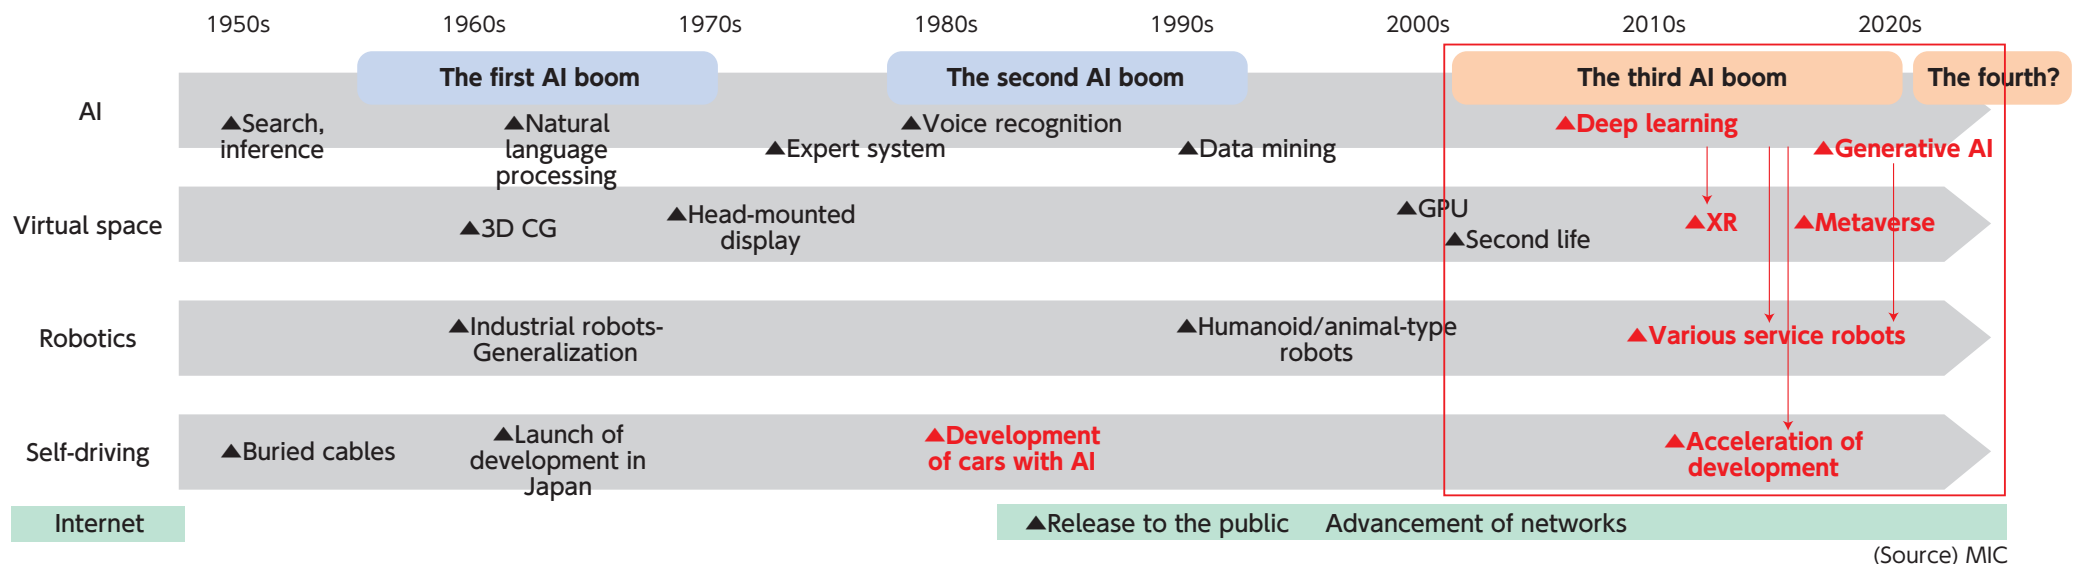 1950s 1960s 1970s 1980s 1990s 2000s 2010s 2020s
The first AI boom The second AI boom The third AI boom The fourth?
AI
▲Search,
inference
▲Natural
language
processing
▲Expert system
▲Voice recognition
▲Data mining
▲Deep learning
▲Generative AI
Virtual space
▲3D CG
▲Head-mounted
display
▲GPU
▲Second life
▲XR
▲Metaverse
Robotics
▲Industrial robots-
Generalization
▲Humanoid/animal-type
robots
▲Various service robots
Self-driving
▲Buried cables
▲Launch of
development in
Japan
▲Development
of cars with AI
▲Acceleration of
development
Internet
▲Release to the public Advancement of networks
(Source) MIC